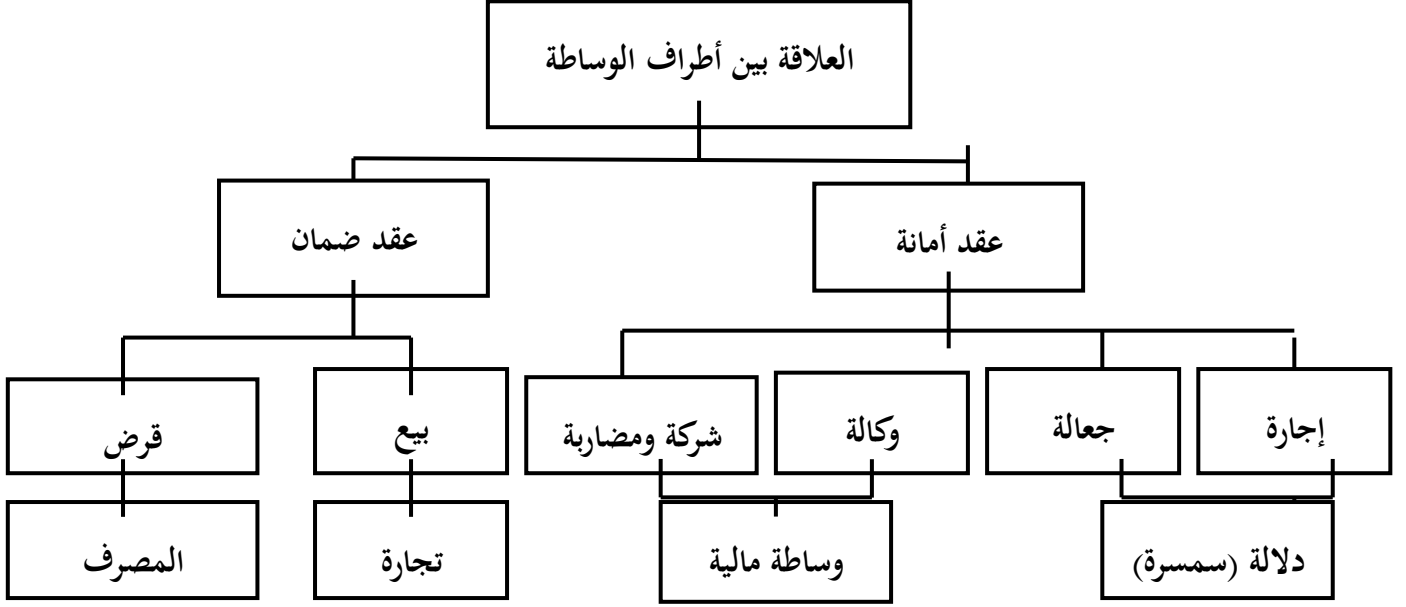 العلاقة بين أطراف الوساطة
عقد أمانة
عقد ضمان
إجارة
جعالة
وكالة
شركة ومضاربة
بيع
قرض
دلالة (سمسرة)
وساطة مالية
تجارة
المصرف